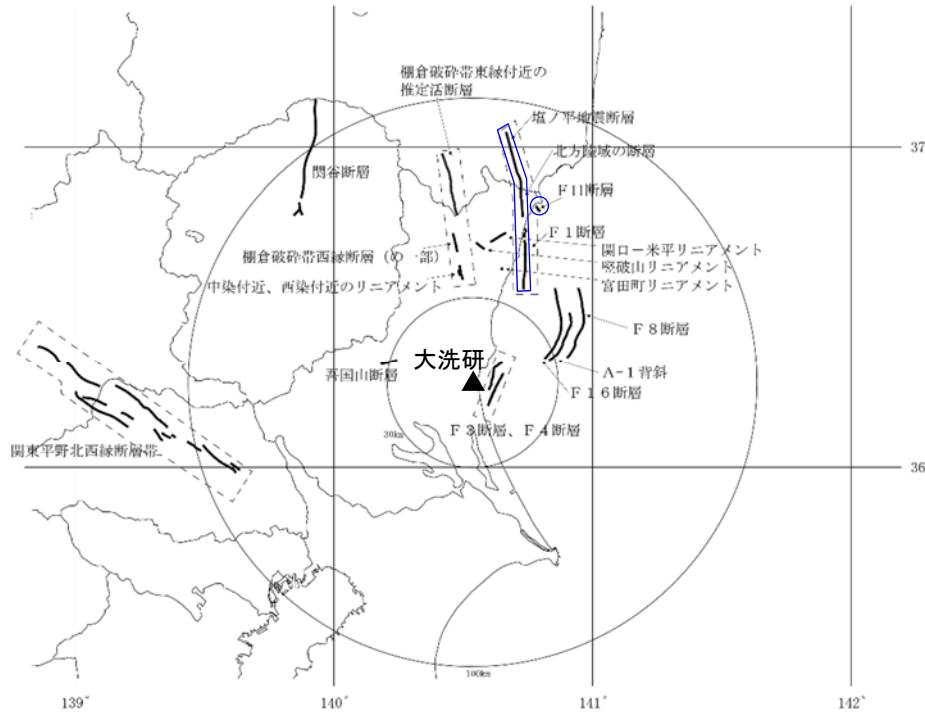 棚倉破砕帯東縁付近の
推定活断層
塩ノ平地震断層
37
北方陸域の断層
関谷断層
F11断層
F1断層
関口－米平リニアメント
棚倉破砕帯西縁断層（の一部）
竪破山リニアメント
中染付近、西染付近のリニアメント
宮田町リニアメント
F8断層
大洗研
吾国山断層
A-1背斜
F16断層
F3断層、F4断層
30km
関東平野北西縁断層帯
36
100km
139°
140°
141°
142°